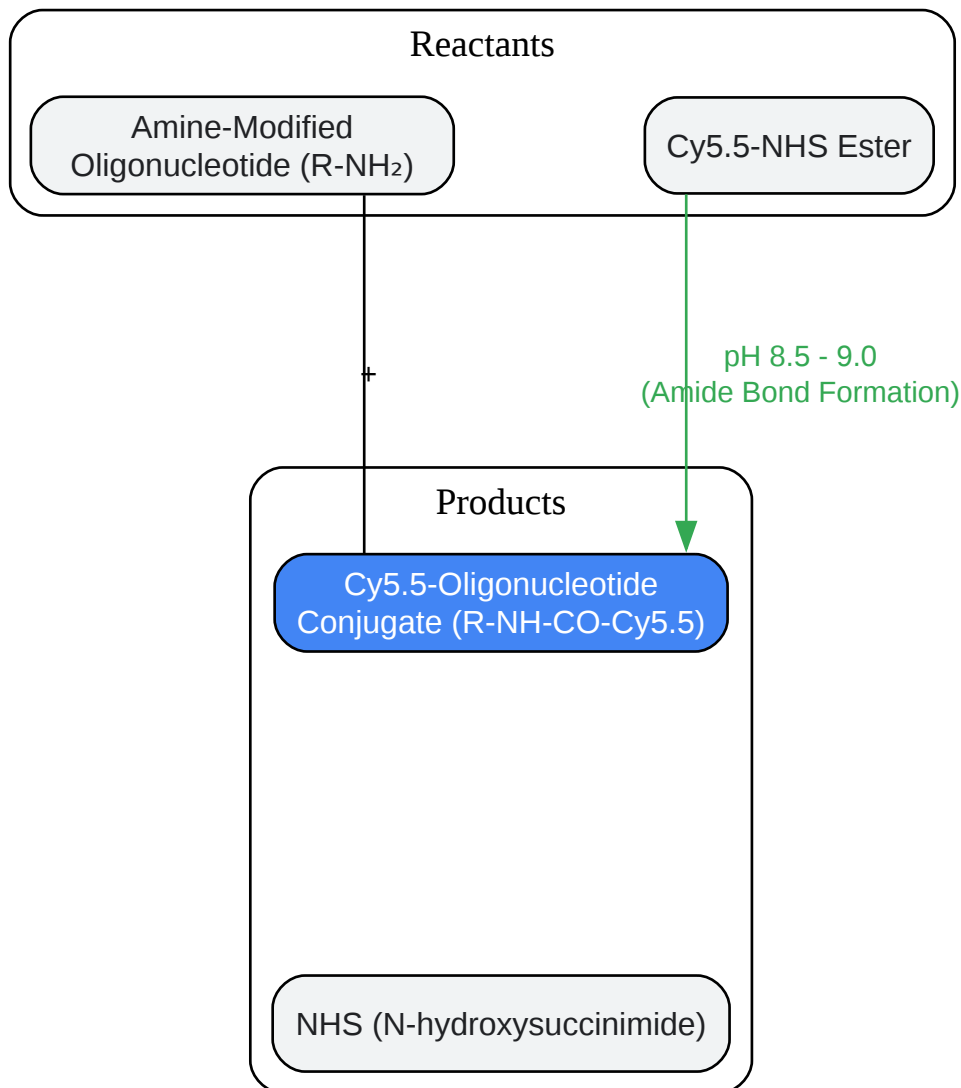 Reactants
Amine-Modified
Oligonucleotide (R-NH₂)
Cy5.5-NHS Ester
+
pH 8.5 - 9.0
(Amide Bond Formation)
Products
Cy5.5-Oligonucleotide
Conjugate (R-NH-CO-Cy5.5)
NHS (N-hydroxysuccinimide)